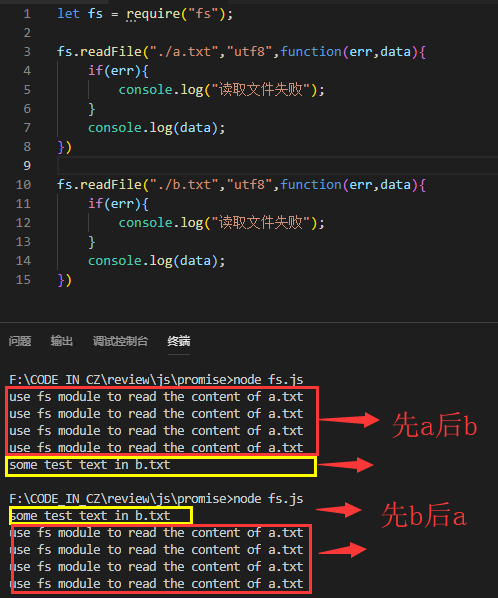 1 let fs = require("fs");
2
3 fs.readFile("./a.txt","utf8",function(err,data){
4 if(err){
5 console.log("读取文件失败");
6 }
7 console.log(data);
8 })
9
10 fs.readFile("./b.txt","utf8",function(err,data){
11 if(err){
12 console.log("读取文件失败");
13 }
14 console.log(data);
15 })
问题 输出 调试控制台 终端
F:\CODE_IN_CZ\review\js\promise>node fs.js
use fs module to read the content of a.txt
use fs module to read the content of a.txt
use fs module to read the content of a.txt
use fs module to read the content of a.txt
先a后b
some test text in b.txt
F:\CODE_IN_CZ\review\js\promise>node fs.js
some test text in b.txt
先b后a
use fs module to read the content of a.txt
use fs module to read the content of a.txt
use fs module to read the content of a.txt
use fs module to read the content of a.txt